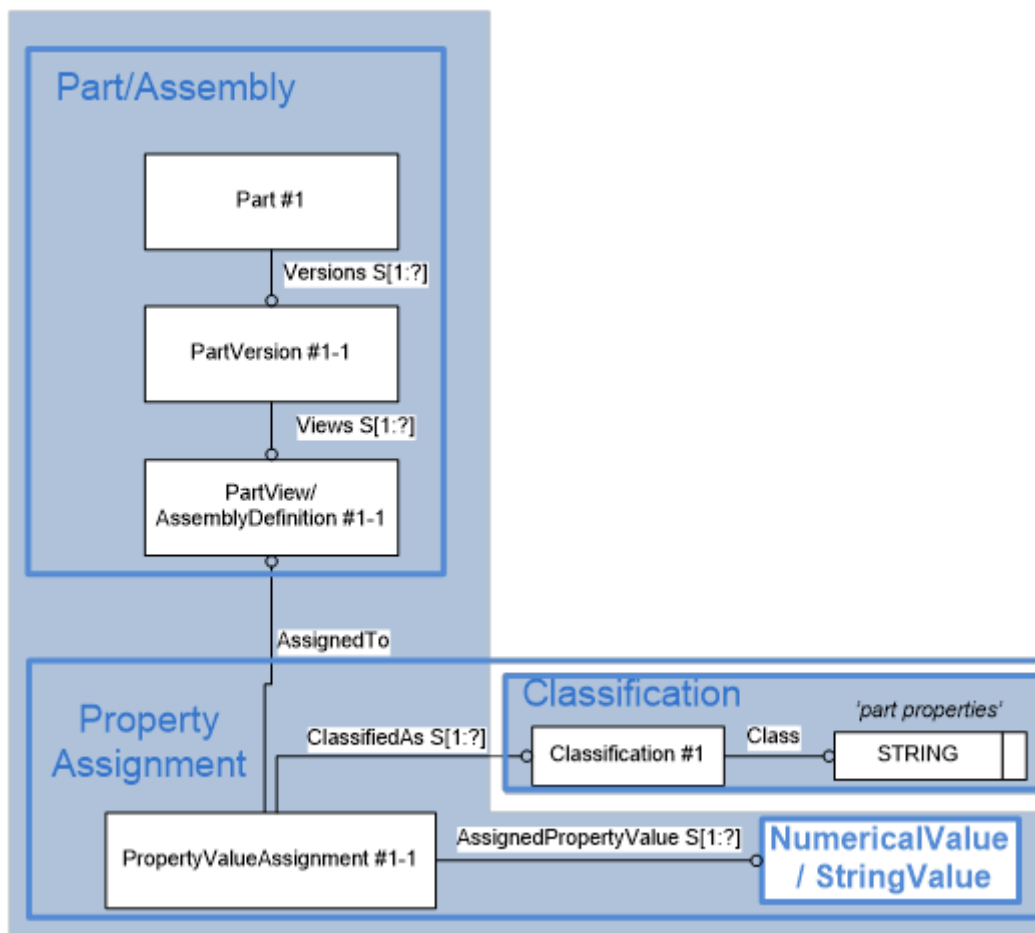 Part/Assembly
Part #1
Versions S[1:?]
PartVersion #1-1
Views S[1:?]
PartView/
AssemblyDefinition #1-1
AssignedTo
Property
Assignment
Classification
'part properties'
ClassifiedAs S[1:?]
Classification #1
Class
STRING
PropertyValueAssignment #1-1
AssignedPropertyValue S[1:?]
NumericalValue
/ StringValue